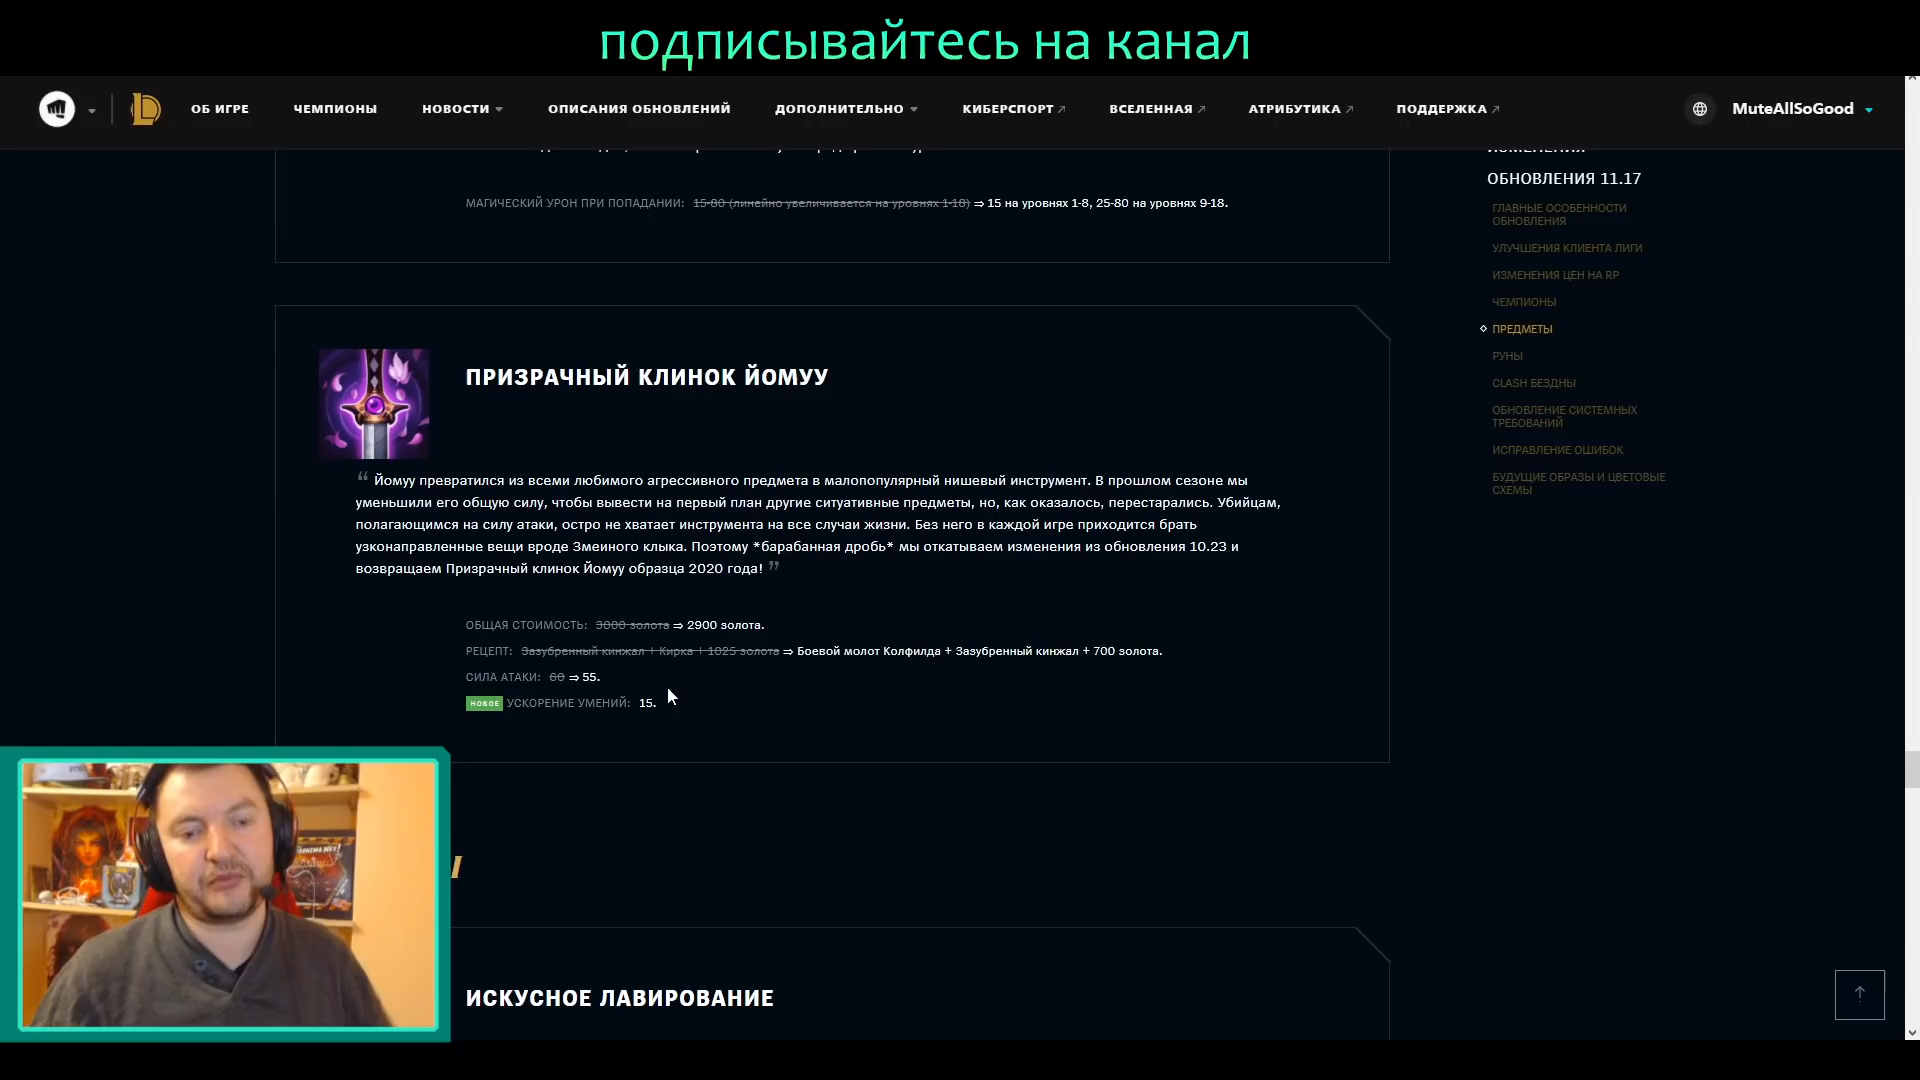 подписывайтесь на канал
ОБ ИГРЕ ЧЕМПИОНЫ НОВОСТИ ОПИСАНИЯ ОБНОВЛЕНИЙ ДОПОЛНИТЕЛЬНО КИБЕРСПОРТ ВСЕЛЕННАЯ АТРИБУТИКА ПОДДЕРЖКА MuteAllSoGood
МАГИЧЕСКИЙ УРОН ПРИ ПОПАДАНИИ: 15-80 (линейно увеличивается на уровнях 1-18) ⇒ 15 на уровнях 1-8, 25-80 на уровнях 9-18.
ПРИЗРАЧНЫЙ КЛИНОК ЙОМУУ
“ Йомуу превратился из всеми любимого агрессивного предмета в малопопулярный нишевый инструмент. В прошлом сезоне мы
уменьшили его общую силу, чтобы вывести на первый план другие ситуативные предметы, но, как оказалось, перестарались. Убийцам,
полагающимся на силу атаки, остро не хватает инструмента на все случаи жизни. Без него в каждой игре приходится брать
узконаправленные вещи вроде Змеиного клыка. Поэтому *барабанная дробь* мы откатываем изменения из обновления 10.23 и
возвращаем Призрачный клинок Йомуу образца 2020 года! ”
ОБЩАЯ СТОИМОСТЬ: 3000 золота ⇒ 2900 золота.
РЕЦЕПТ: Зазубренный кинжал + Кирка + 1025 золота ⇒ Боевой молот Колфилда + Зазубренный кинжал + 700 золота.
СИЛА АТАКИ: 60 ⇒ 55.
НОВОЕ УСКОРЕНИЕ УМЕНИЙ: 15.
ИСКУСНОЕ ЛАВИРОВАНИЕ
ИЗМЕНЕНИЯ
ОБНОВЛЕНИЯ 11.17
ГЛАВНЫЕ ОСОБЕННОСТИ
ОБНОВЛЕНИЯ
УЛУЧШЕНИЯ КЛИЕНТА ЛИГИ
ИЗМЕНЕНИЯ ЦЕН НА RP
ЧЕМПИОНЫ
ПРЕДМЕТЫ
РУНЫ
CLASH БЕЗДНЫ
ОБНОВЛЕНИЕ СИСТЕМНЫХ
ТРЕБОВАНИЙ
ИСПРАВЛЕНИЕ ОШИБОК
БУДУЩИЕ ОБРАЗЫ И ЦВЕТОВЫЕ
СХЕМЫ